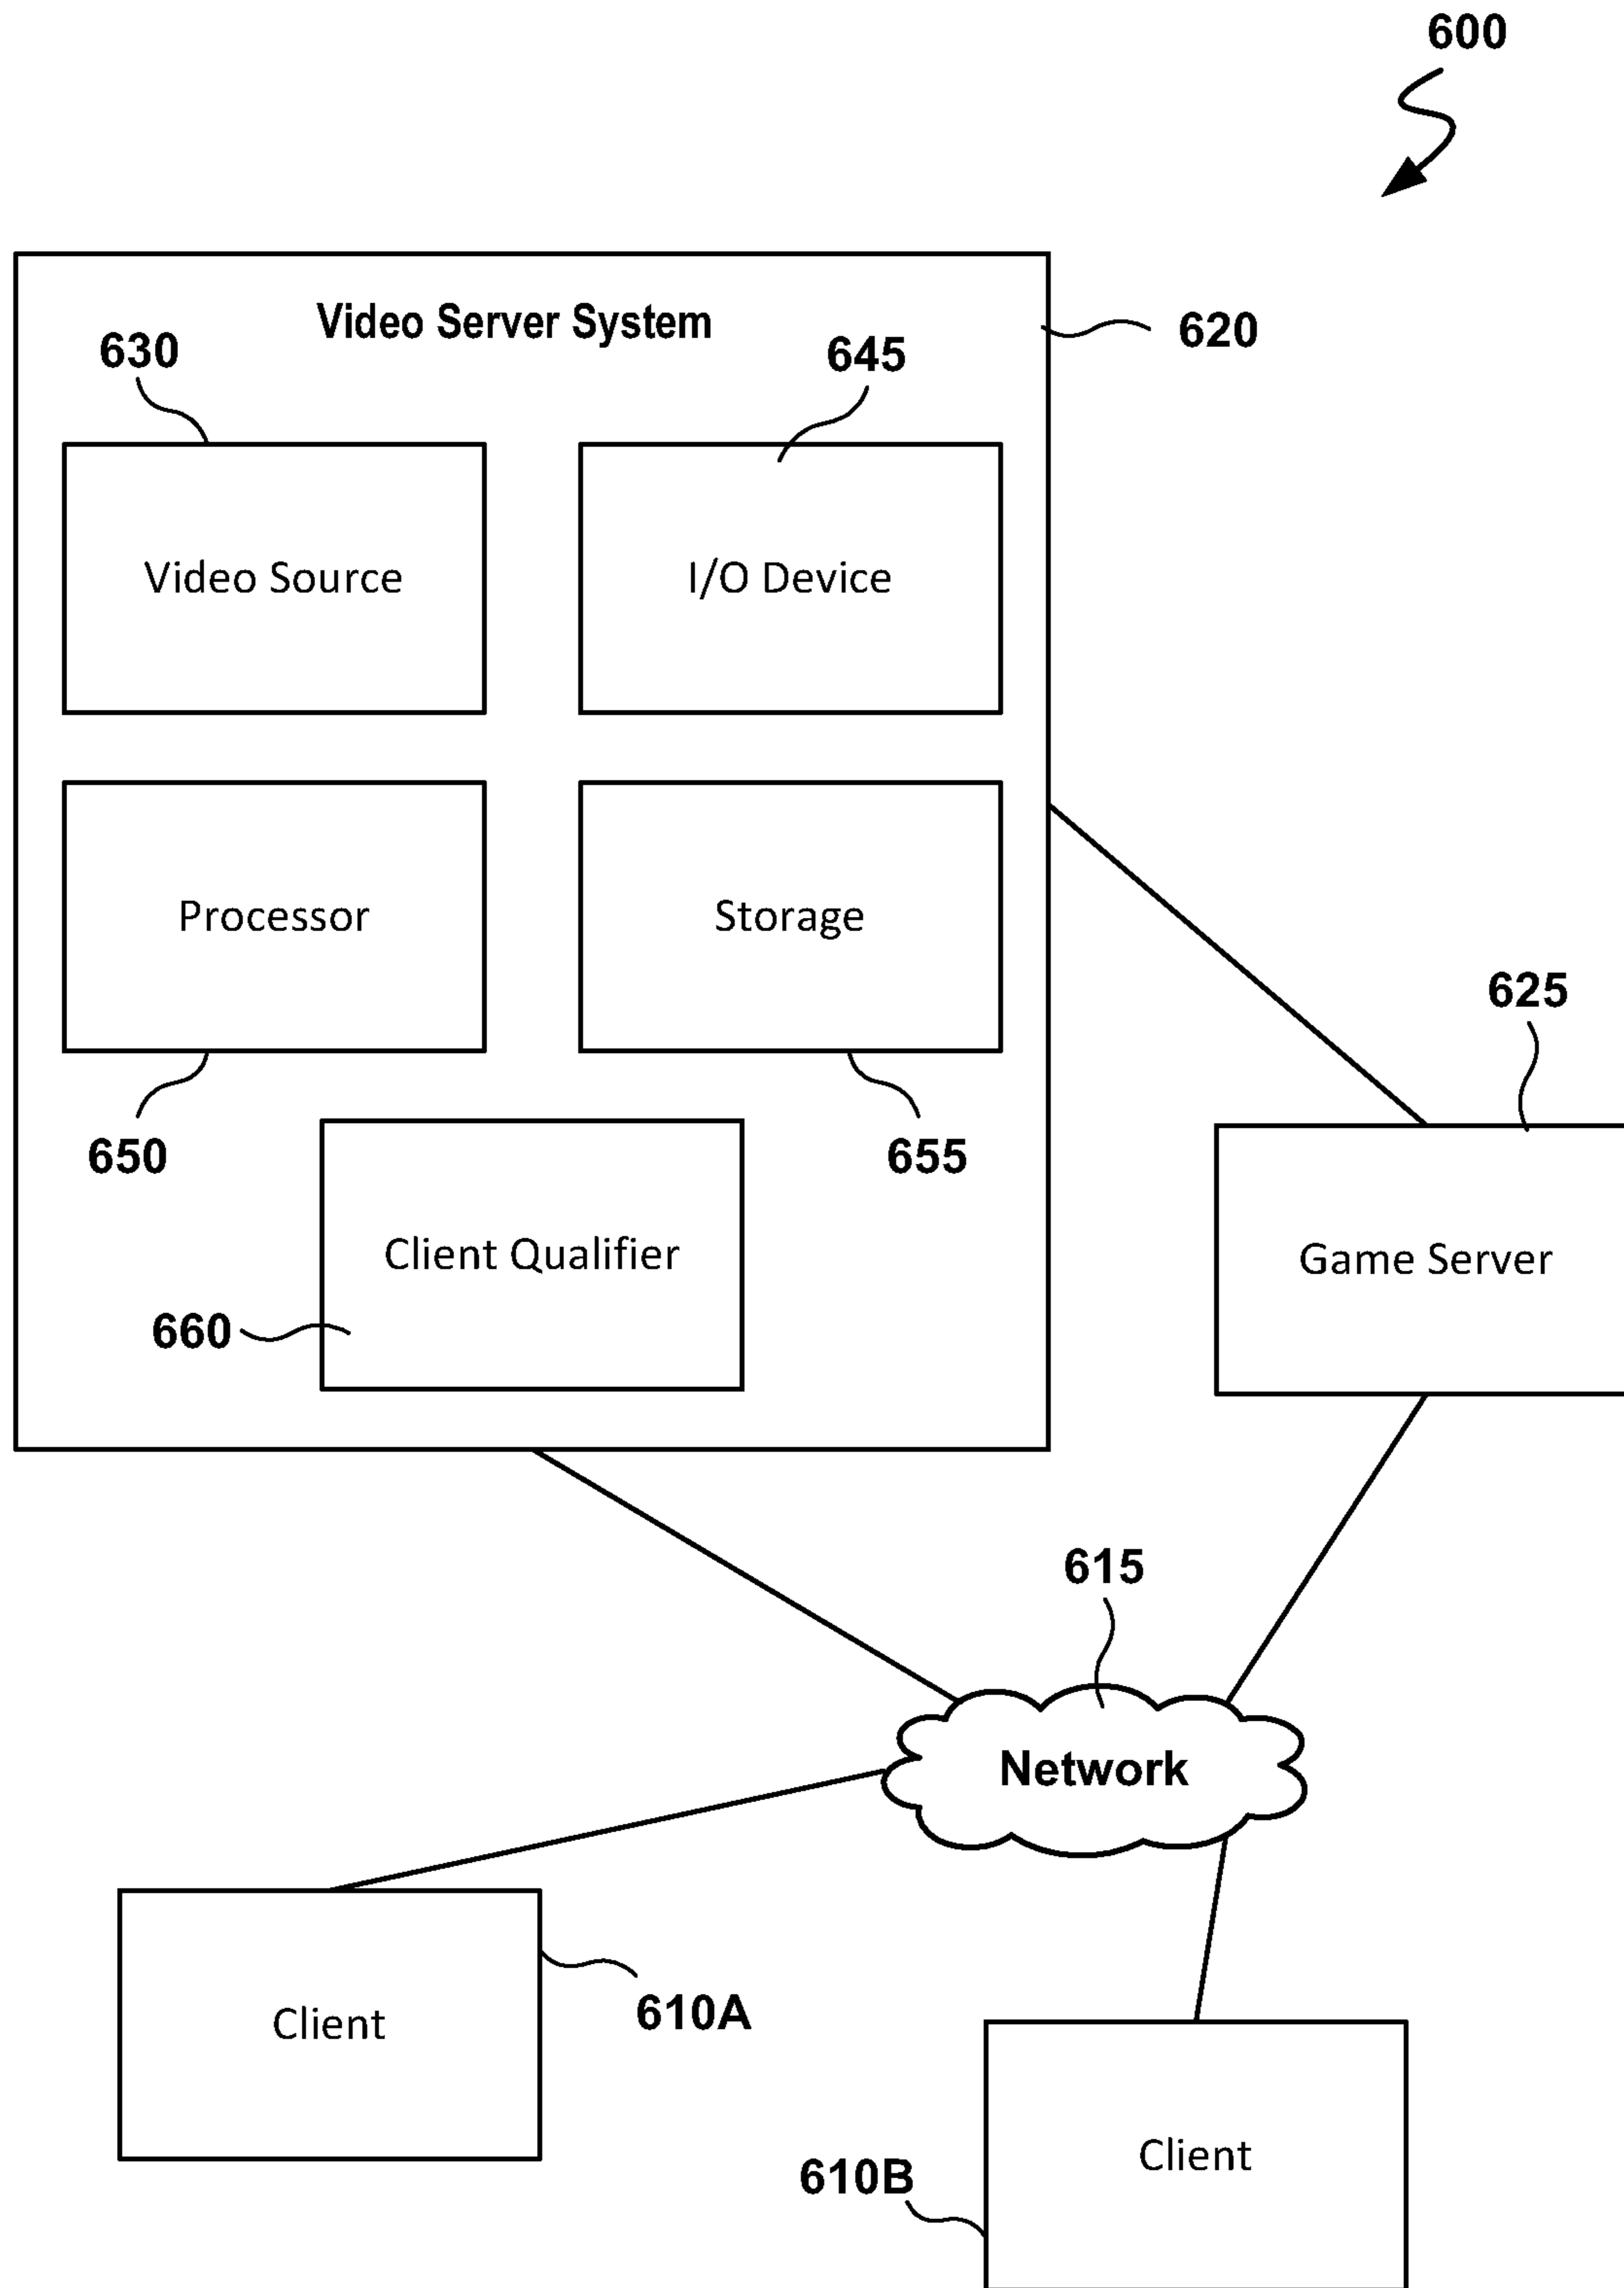 600
Video Server System
620
630
645
Video Source
I/O Device
Processor
Storage
625
650
655
Client Qualifier
Game Server
660
615
Network
Client
610A
Client
610B